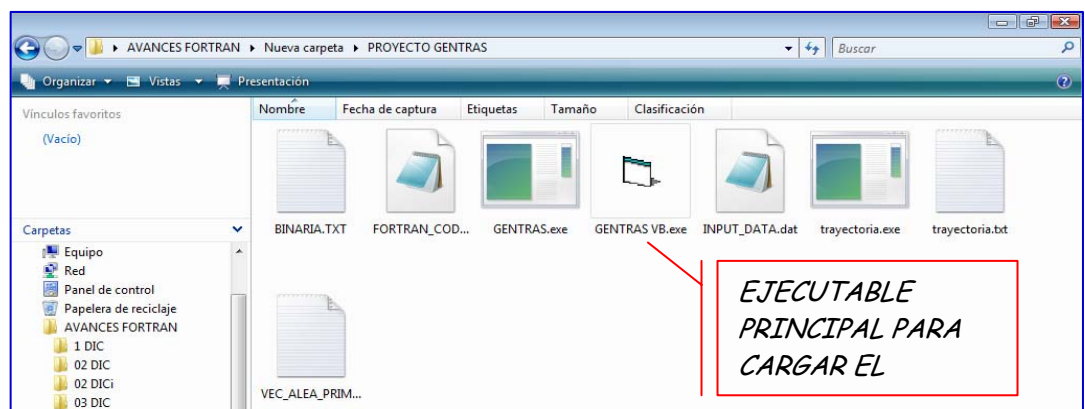 AVANCES FORTRAN ▸ Nueva carpeta ▸ PROYECTO GENTRAS
Buscar
Organizar Vistas Presentación
Vínculos favoritos
(Vacío)
Nombre Fecha de captura Etiquetas Tamaño Clasificación
BINARIA.TXT FORTRAN_COD... GENTRAS.exe GENTRAS VB.exe INPUT_DATA.dat trayectoria.exe trayectoria.txt
Carpetas
Equipo
Red
Panel de control
Papelera de reciclaje
AVANCES FORTRAN
1 DIC
02 DIC
02 DICi
03 DIC
VEC_ALEA_PRIM...
EJECUTABLE
PRINCIPAL PARA
CARGAR EL